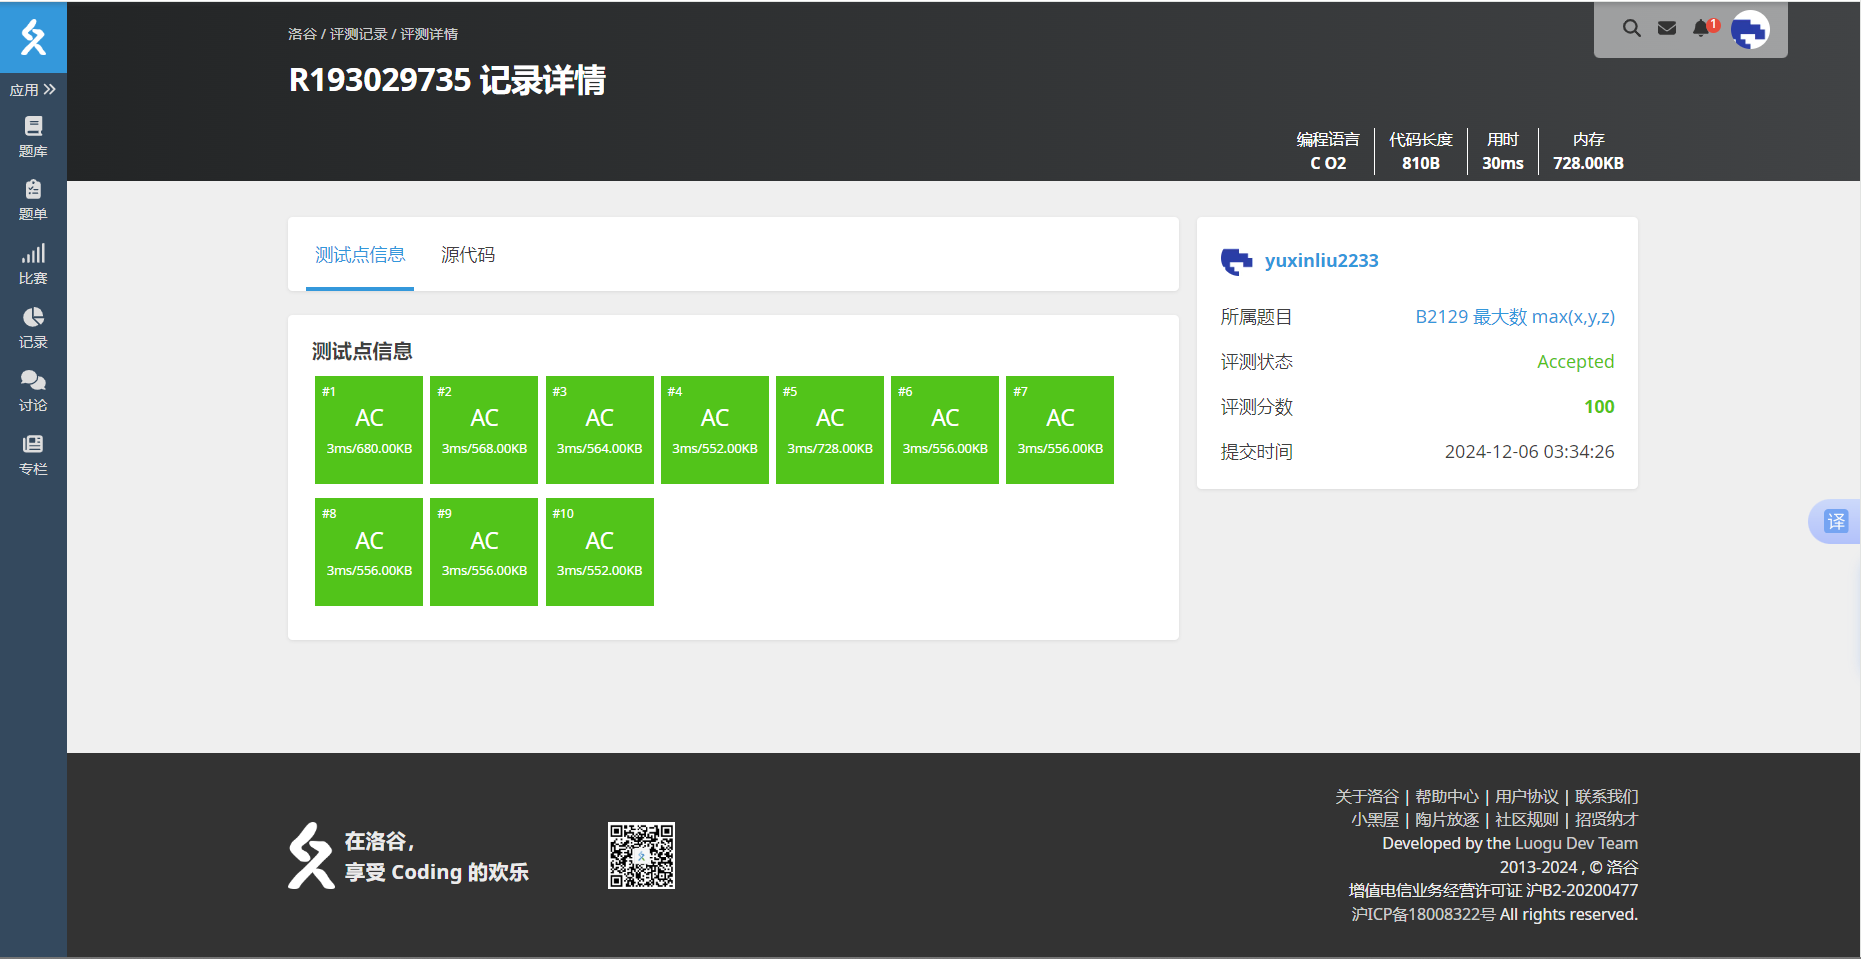 洛谷 / 评测记录 / 评测详情
R193029735 记录详情
1
编程语言 代码长度 用时 内存
C O2 810B 30ms 728.00KB
应用
题库
题单
比赛
记录
讨论
专栏
测试点信息 源代码
测试点信息
#1 #2 #3 #4 #5 #6 #7
AC AC AC AC AC AC AC
3ms/680.00KB 3ms/568.00KB 3ms/564.00KB 3ms/552.00KB 3ms/728.00KB 3ms/556.00KB 3ms/556.00KB
#8 #9 #10
AC AC AC
3ms/556.00KB 3ms/556.00KB 3ms/552.00KB
yuxinliu2233
所属题目 B2129 最大数 max(x,y,z)
评测状态 Accepted
评测分数 100
提交时间 2024-12-06 03:34:26
译
在洛谷，
享受 Coding 的欢乐
关于洛谷 | 帮助中心 | 用户协议 | 联系我们
小黑屋 | 陶片放逐 | 社区规则 | 招贤纳才
Developed by the Luogu Dev Team
2013-2024 , © 洛谷
增值电信业务经营许可证 沪B2-20200477
沪ICP备18008322号 All rights reserved.